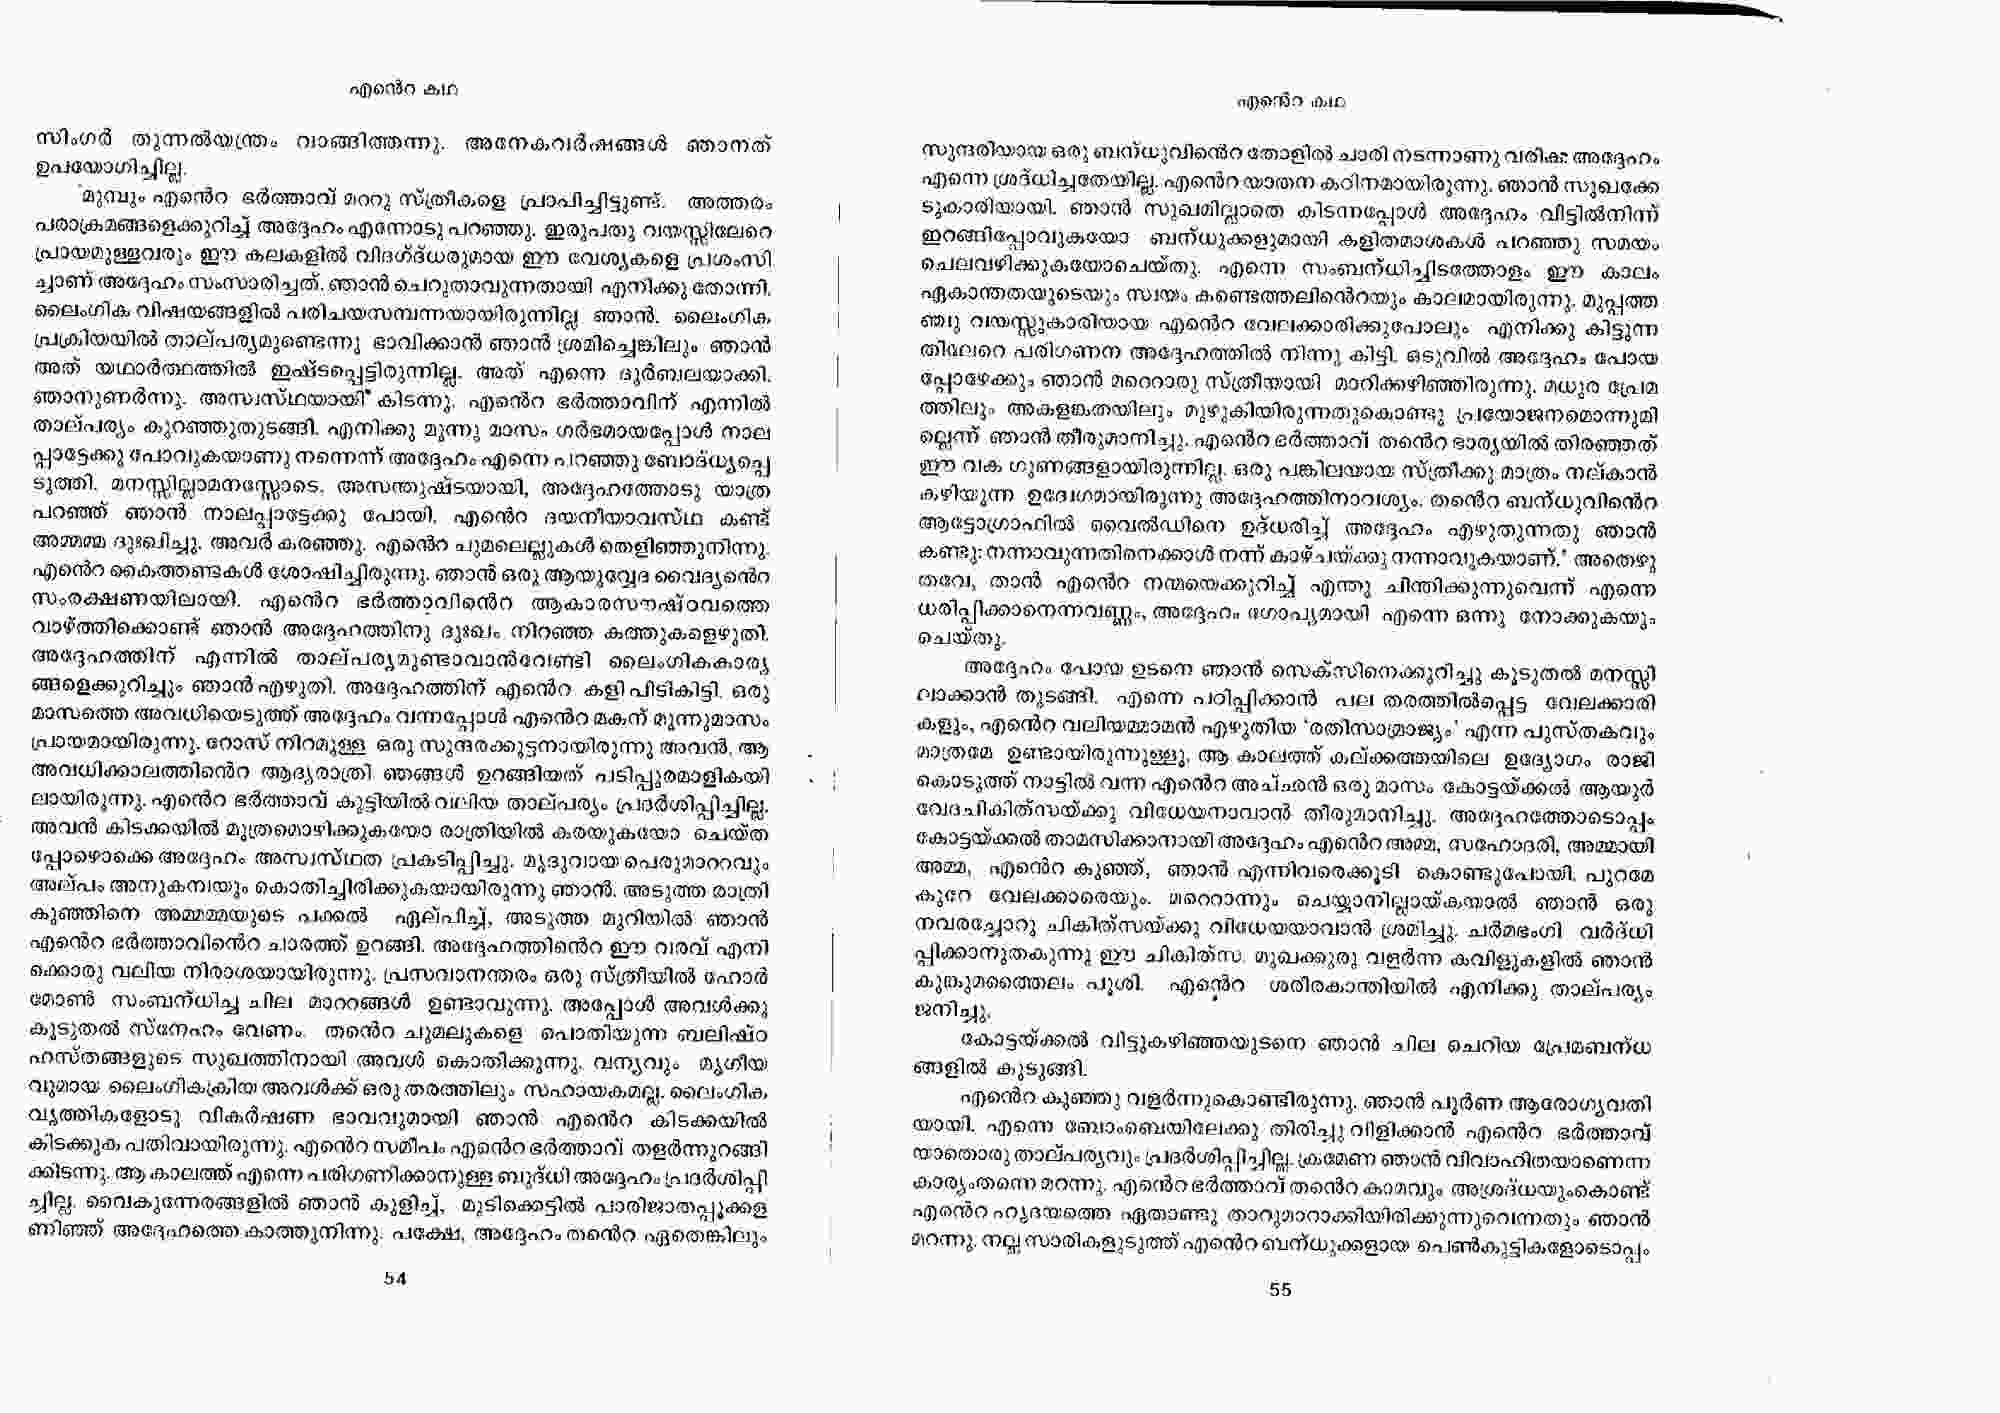 എന്റെ കഥ
സിംഗർ തുന്നൽയന്ത്രം വാങ്ങിത്തന്നു. അനേകവർഷങ്ങൾ ഞാനത്
ഉപയോഗിച്ചില്ല.
മുമ്പും എന്റെ ഭർത്താവ് മററു സ്ത്രീകളെ പ്രാപിച്ചിട്ടുണ്ട്. അത്തരം
പരാക്രമങ്ങളെക്കുറിച്ച് അദ്ദേഹം എന്നോടു പറഞ്ഞു. ഇരുപതു വയസ്സിലേറെ
പ്രായമുള്ളവരും ഈ കലകളിൽ വിദഗ്ദ്ധരുമായ ഈ വേശ്യകളെ പ്രശംസി
ച്ചാണ് അദ്ദേഹം സംസാരിച്ചത്. ഞാൻ ചെറുതാവുന്നതായി എനിക്കു തോന്നി.
ലൈംഗിക വിഷയങ്ങളിൽ പരിചയസമ്പന്നയായിരുന്നില്ല ഞാൻ. ലൈംഗിക
പ്രക്രിയയിൽ താല്പര്യമുണ്ടെന്നു ഭാവിക്കാൻ ഞാൻ ശ്രമിച്ചെങ്കിലും ഞാൻ
അത് യഥാർത്ഥത്തിൽ ഇഷ്ടപ്പെട്ടിരുന്നില്ല. അത് എന്നെ ദുർബലയാക്കി.
ഞാനുണർന്നു. അസ്വസ്ഥയായി കിടന്നു. എന്റെ ഭർത്താവിന് എന്നിൽ
താല്പര്യം കുറഞ്ഞുതുടങ്ങി. എനിക്കു മൂന്നു മാസം ഗർഭമായപ്പോൾ നാല
പ്പാട്ടേക്കു പോവുകയാണു നന്നെന്ന് അദ്ദേഹം എന്നെ പറഞ്ഞു ബോദ്ധ്യപ്പെ
ടുത്തി. മനസ്സില്ലാമനസ്സോടെ, അസന്തുഷ്ടയായി, അദ്ദേഹത്തോടു യാത്ര
പറഞ്ഞ് ഞാൻ നാലപ്പാട്ടേക്കു പോയി. എന്റെ ദയനീയാവസ്ഥ കണ്ട്
അമ്മമ്മ ദുഃഖിച്ചു. അവർ കരഞ്ഞു. എന്റെ ചുമലെല്ലുകൾ തെളിഞ്ഞുനിന്നു.
എന്റെ കൈത്തണ്ടകൾ ശോഷിച്ചിരുന്നു. ഞാൻ ഒരു ആയുവ്വേദ വൈദ്യന്റെ
സംരക്ഷണയിലായി. എന്റെ ഭർത്താവിന്റെ ആകാരസൗഷ്ഠവത്തെ
വാഴ്ത്തിക്കൊണ്ട് ഞാൻ അദ്ദേഹത്തിനു ദുഃഖം നിറഞ്ഞ കത്തുകളെഴുതി.
അദ്ദേഹത്തിന് എന്നിൽ താല്പര്യമുണ്ടാവാൻവേണ്ടി ലൈംഗികകാര്യ
ങ്ങളെക്കുറിച്ചും ഞാൻ എഴുതി. അദ്ദേഹത്തിന് എന്റെ കളി പിടികിട്ടി. ഒരു
മാസത്തെ അവധിയെടുത്ത് അദ്ദേഹം വന്നപ്പോൾ എന്റെ മകന് മൂന്നുമാസം
പ്രായമായിരുന്നു. റോസ് നിറമുള്ള ഒരു സുന്ദരക്കുട്ടനായിരുന്നു അവൻ. ആ
അവധിക്കാലത്തിന്റെ ആദ്യരാത്രി ഞങ്ങൾ ഉറങ്ങിയത് പടിപ്പുരമാളികയി
ലായിരുന്നു. എന്റെ ഭർത്താവ് കുട്ടിയിൽ വലിയ താല്പര്യം പ്രദർശിപ്പിച്ചില്ല.
അവൻ കിടക്കയിൽ മൂത്രമൊഴിക്കുകയോ രാത്രിയിൽ കരയുകയോ ചെയ്ത
പ്പോഴൊക്കെ അദ്ദേഹം അസ്വസ്ഥത പ്രകടിപ്പിച്ചു. മൃദുവായ പെരുമാററവും
അല്പം അനുകമ്പയും കൊതിച്ചിരിക്കുകയായിരുന്നു ഞാൻ. അടുത്ത രാത്രി
കുഞ്ഞിനെ അമ്മമ്മയുടെ പക്കൽ ഏല്പിച്ച്, അടുത്ത മുറിയിൽ ഞാൻ
എന്റെ ഭർത്താവിന്റെ ചാരത്ത് ഉറങ്ങി. അദ്ദേഹത്തിന്റെ ഈ വരവ് എനി
ക്കൊരു വലിയ നിരാശയായിരുന്നു. പ്രസവാനന്തരം ഒരു സ്ത്രീയിൽ ഹോർ
മോൺ സംബന്ധിച്ച ചില മാററങ്ങൾ ഉണ്ടാവുന്നു. അപ്പോൾ അവൾക്കു
കൂടുതൽ സ്നേഹം വേണം. തന്റെ ചുമലുകളെ പൊതിയുന്ന ബലിഷ്ഠ
ഹസ്തങ്ങളുടെ സുഖത്തിനായി അവൾ കൊതിക്കുന്നു. വന്യവും മൃഗീയ
വുമായ ലൈംഗികക്രിയ അവൾക്ക് ഒരു തരത്തിലും സഹായകമല്ല. ലൈംഗിക
വൃത്തികളോടു വികർഷണ ഭാവവുമായി ഞാൻ എന്റെ കിടക്കയിൽ
കിടക്കുക പതിവായിരുന്നു. എന്റെ സമീപം എന്റെ ഭർത്താവ് തളർന്നുറങ്ങി
ക്കിടന്നു. ആ കാലത്ത് എന്നെ പരിഗണിക്കാനുള്ള ബുദ്ധി അദ്ദേഹം പ്രദർശിപ്പി
ച്ചില്ല. വൈകുന്നേരങ്ങളിൽ ഞാൻ കുളിച്ച്, മുടിക്കെട്ടിൽ പാരിജാതപ്പൂക്കള
ണിഞ്ഞ് അദ്ദേഹത്തെ കാത്തുനിന്നു. പക്ഷേ, അദ്ദേഹം തന്റെ ഏതെങ്കിലും
54
എന്റെ കഥ
സുന്ദരിയായ ഒരു ബന്ധുവിന്റെ തോളിൽ ചാരി നടന്നാണു വരിക. അദ്ദേഹം
എന്നെ ശ്രദ്ധിച്ചതേയില്ല. എന്റെ യാതന കഠിനമായിരുന്നു. ഞാൻ സുഖക്കേ
ടുകാരിയായി. ഞാൻ സുഖമില്ലാതെ കിടന്നപ്പോൾ അദ്ദേഹം വീട്ടിൽനിന്ന്
ഇറങ്ങിപ്പോവുകയോ ബന്ധുക്കളുമായി കളിതമാശകൾ പറഞ്ഞു സമയം
ചെലവഴിക്കുകയോചെയ്തു. എന്നെ സംബന്ധിച്ചിടത്തോളം ഈ കാലം
ഏകാന്തതയുടെയും സ്വയം കണ്ടെത്തലിന്റെയും കാലമായിരുന്നു. മുപ്പത്ത
ഞ്ചു വയസ്സുകാരിയായ എന്റെ വേലക്കാരിക്കുപോലും എനിക്കു കിട്ടുന്ന
തിലേറെ പരിഗണന അദ്ദേഹത്തിൽ നിന്നു കിട്ടി. ഒടുവിൽ അദ്ദേഹം പോയ
പ്പോഴേക്കും ഞാൻ മറെറാരു സ്ത്രീയായി മാറിക്കഴിഞ്ഞിരുന്നു. മധുര പ്രേമ
ത്തിലും അകളങ്കതയിലും മുഴുകിയിരുന്നതുകൊണ്ടു പ്രയോജനമൊന്നുമി
ല്ലെന്ന് ഞാൻ തീരുമാനിച്ചു. എന്റെ ഭർത്താവ് തന്റെ ഭാര്യയിൽ തിരഞ്ഞത്
ഈ വക ഗുണങ്ങളായിരുന്നില്ല. ഒരു പങ്കിലയായ സ്ത്രീക്കു മാത്രം നല്കാൻ
കഴിയുന്ന ഉദ്വേഗമായിരുന്നു അദ്ദേഹത്തിനാവശ്യം. തന്റെ ബന്ധുവിന്റെ
ആട്ടോഗ്രാഫിൽ വൈൽഡിനെ ഉദ്ധരിച്ച് അദ്ദേഹം എഴുതുന്നതു ഞാൻ
കണ്ടു: നന്നാവുന്നതിനെക്കാൾ നന്ന് കാഴ്ചയ്ക്കു നന്നാവുകയാണ്.' അതെഴു
തവേ, താൻ എന്റെ നന്മയെക്കുറിച്ച് എന്തു ചിന്തിക്കുന്നുവെന്ന് എന്നെ
ധരിപ്പിക്കാനെന്നവണ്ണം, അദ്ദേഹം ഗോപ്യമായി എന്നെ ഒന്നു നോക്കുകയും
ചെയ്തു.
അദ്ദേഹം പോയ ഉടനെ ഞാൻ സെക്സിനെക്കുറിച്ചു കൂടുതൽ മനസ്സി
ലാക്കാൻ തുടങ്ങി. എന്നെ പഠിപ്പിക്കാൻ പല തരത്തിൽപ്പെട്ട വേലക്കാരി
കളും, എന്റെ വലിയമ്മാമൻ എഴുതിയ 'രതിസാമ്രാജ്യം' എന്ന പുസ്തകവും
മാത്രമേ ഉണ്ടായിരുന്നുള്ളു. ആ കാലത്ത് കല്ക്കത്തയിലെ ഉദ്യോഗം രാജി
കൊടുത്ത് നാട്ടിൽ വന്ന എന്റെ അച്ഛൻ ഒരു മാസം കോട്ടയ്ക്കൽ ആയുർ
വേദചികിത്സയ്ക്കു വിധേയനാവാൻ തീരുമാനിച്ചു. അദ്ദേഹത്തോടൊപ്പം
കോട്ടയ്ക്കൽ താമസിക്കാനായി അദ്ദേഹം എന്റെ അമ്മ, സഹോദരി, അമ്മായി
അമ്മ, എന്റെ കുഞ്ഞ്, ഞാൻ എന്നിവരെക്കൂടി കൊണ്ടുപോയി. പുറമേ
കുറേ വേലക്കാരെയും. മറെറാന്നും ചെയ്യാനില്ലായ്കയാൽ ഞാൻ ഒരു
നവരച്ചോറു ചികിത്സയ്ക്കു വിധേയയാവാൻ ശ്രമിച്ചു. ചർമഭംഗി വർദ്ധി
പ്പിക്കാനുതകുന്നു ഈ ചികിത്സ. മുഖക്കുരു വളർന്ന കവിളുകളിൽ ഞാൻ
കുങ്കുമത്തൈലം പൂശി. എന്റെ ശരീരകാന്തിയിൽ എനിക്കു താല്പര്യം
ജനിച്ചു.
കോട്ടയ്ക്കൽ വിട്ടുകഴിഞ്ഞയുടനെ ഞാൻ ചില ചെറിയ പ്രേമബന്ധ
ങ്ങളിൽ കുടുങ്ങി.
എന്റെ കുഞ്ഞു വളർന്നുകൊണ്ടിരുന്നു. ഞാൻ പൂർണ ആരോഗ്യവതി
യായി. എന്നെ ബോംബെയിലേക്കു തിരിച്ചു വിളിക്കാൻ എന്റെ ഭർത്താവ്
യാതൊരു താല്പര്യവും പ്രദർശിപ്പിച്ചില്ല. ക്രമേണ ഞാൻ വിവാഹിതയാണെന്ന
കാര്യംതന്നെ മറന്നു. എന്റെ ഭർത്താവ് തന്റെ കാമവും അശ്രദ്ധയുംകൊണ്ട്
എന്റെ ഹൃദയത്തെ ഏതാണ്ടു താറുമാറാക്കിയിരിക്കുന്നുവെന്നതും ഞാൻ
മറന്നു. നല്ല സാരികളുടുത്ത് എന്റെ ബന്ധുക്കളായ പെൺകുട്ടികളോടൊപ്പം
55